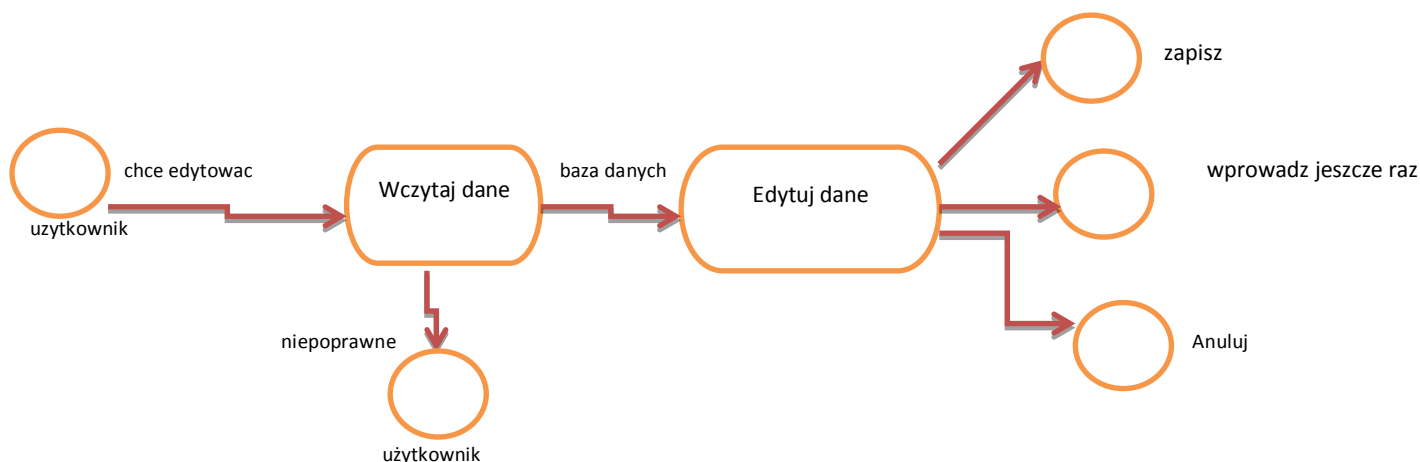 zapisz
chce edytowac
Wczytaj dane
baza danych
Edytuj dane
wprowadz jeszcze raz
uzytkownik
niepoprawne
Anuluj
użytkownik